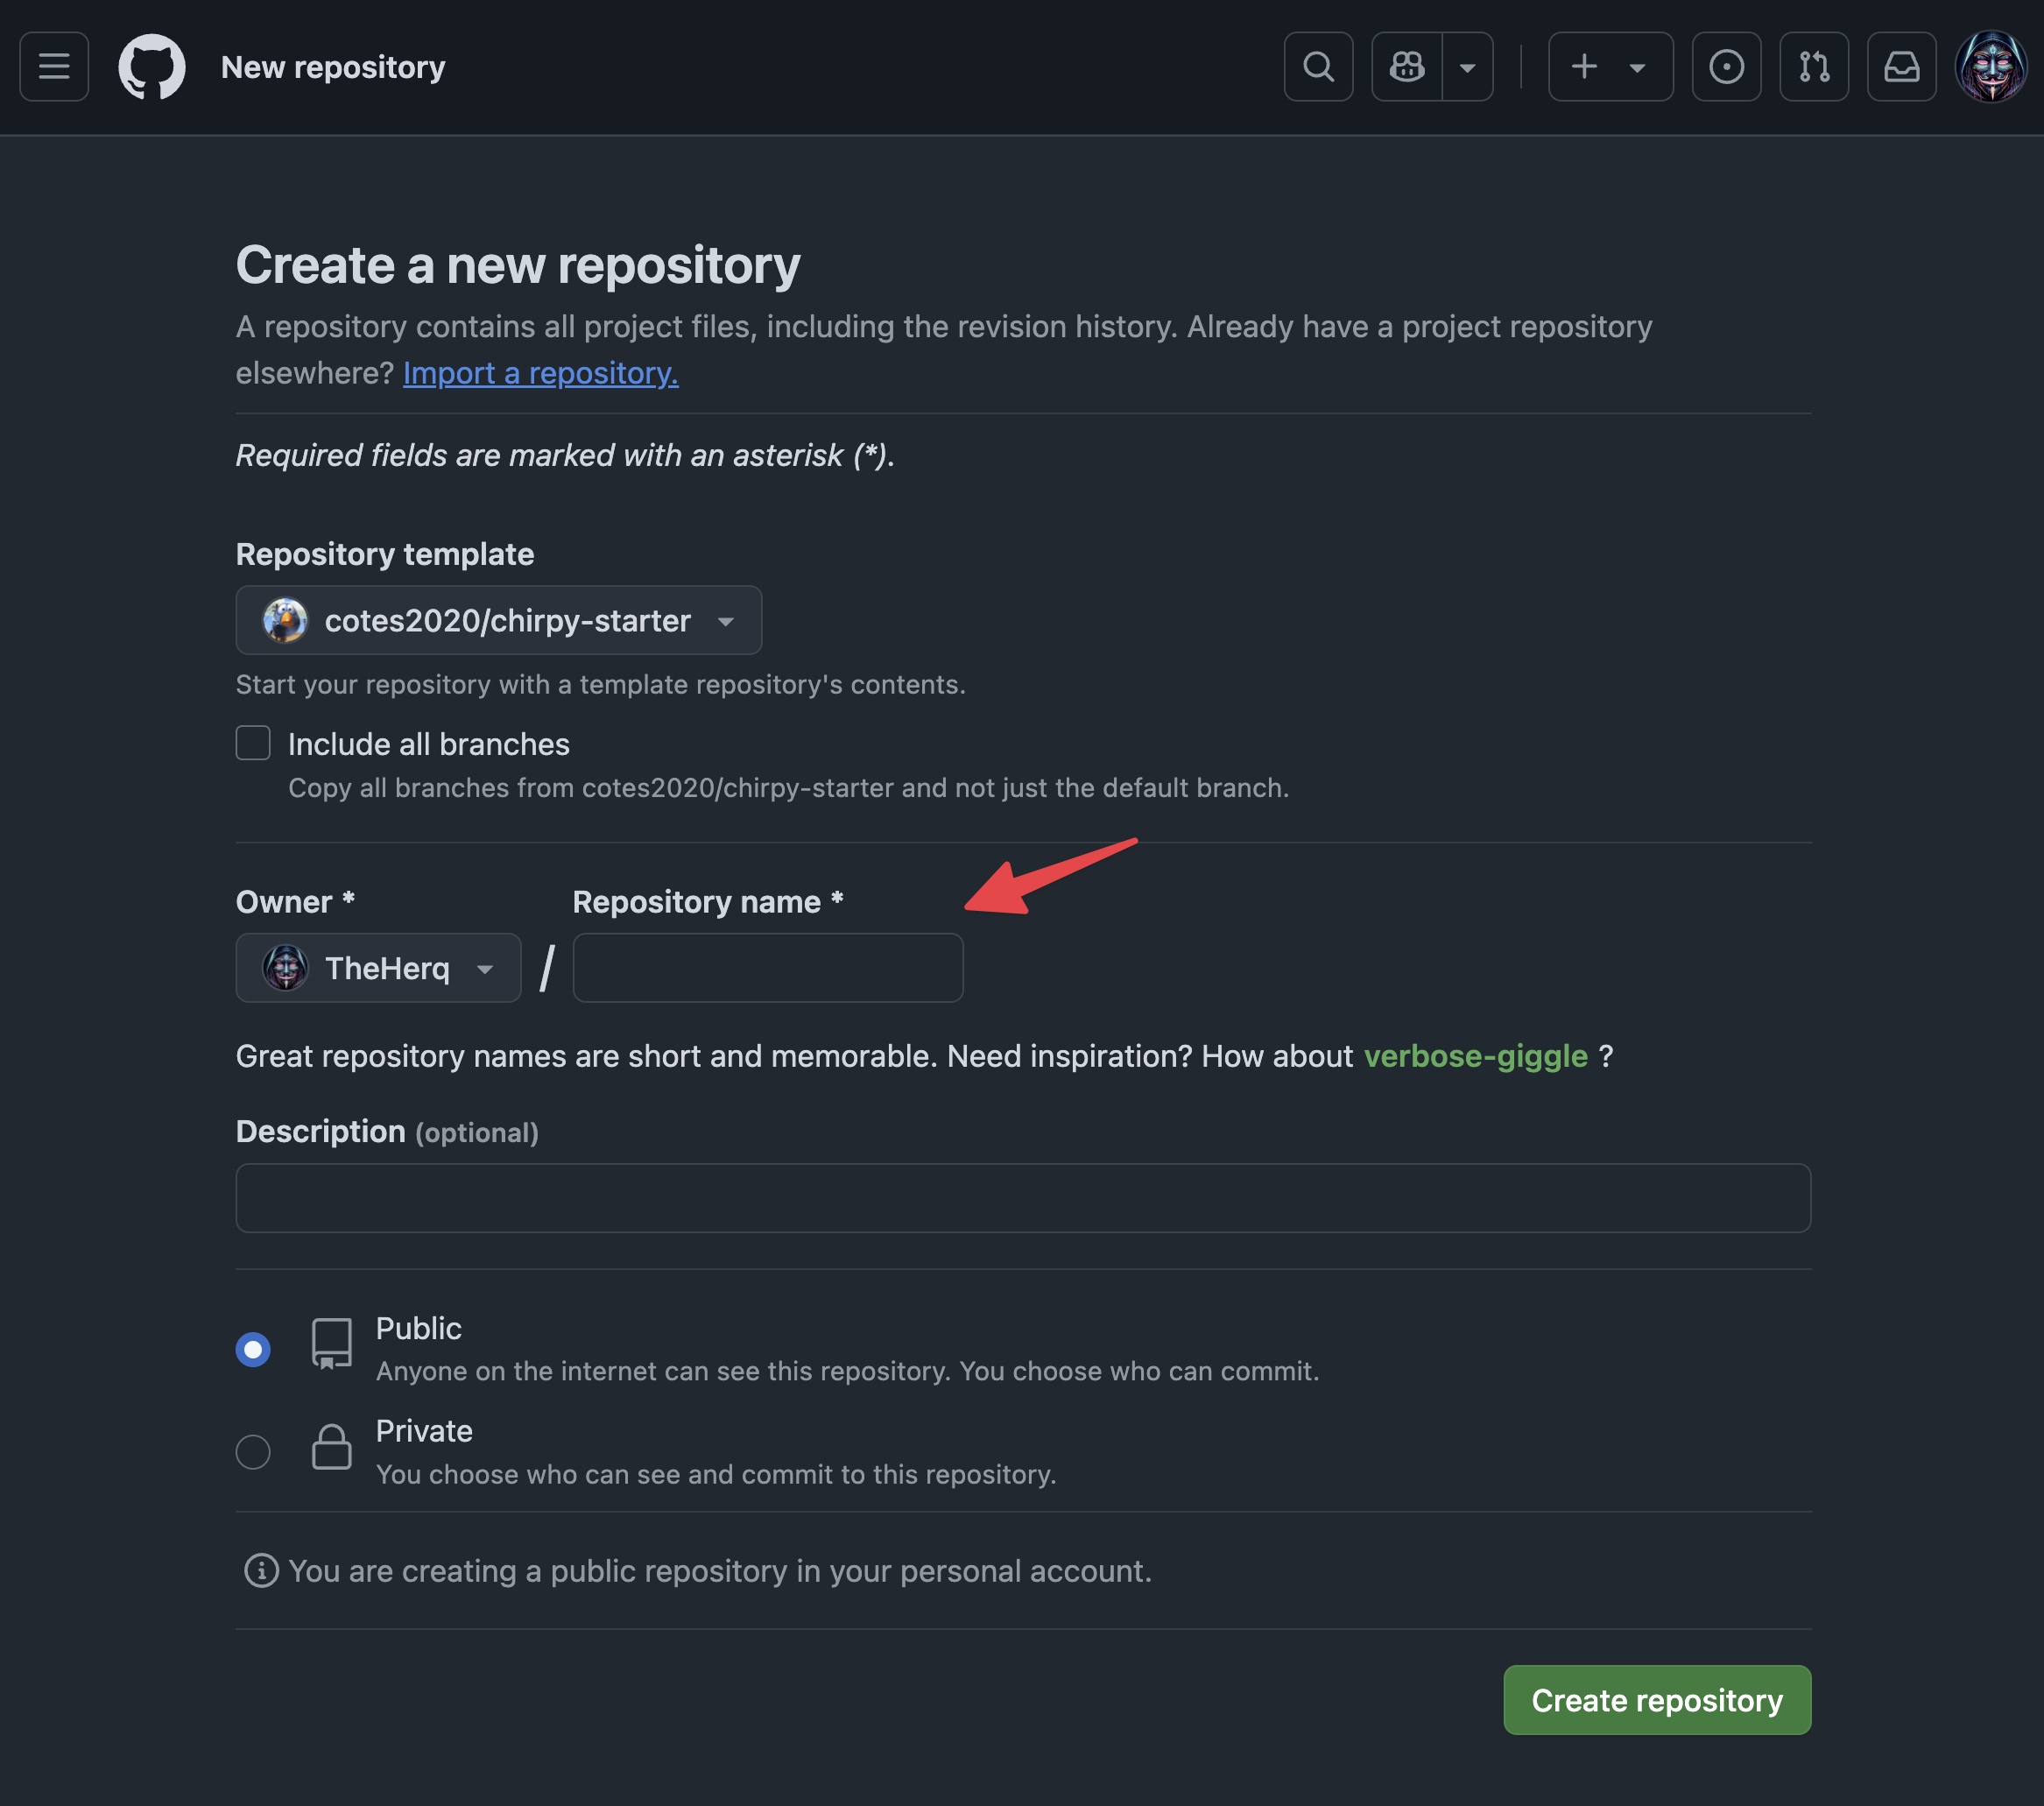 New repository
Create a new repository
A repository contains all project files, including the revision history. Already have a project repository
elsewhere? Import a repository.
Required fields are marked with an asterisk (*).
Repository template
cotes2020/chirpy-starter
Start your repository with a template repository's contents.
Include all branches
Copy all branches from cotes2020/chirpy-starter and not just the default branch.
Owner * Repository name *
TheHerq /
Great repository names are short and memorable. Need inspiration? How about verbose-giggle ?
Description (optional)
Public
Anyone on the internet can see this repository. You choose who can commit.
Private
You choose who can see and commit to this repository.
You are creating a public repository in your personal account.
Create repository